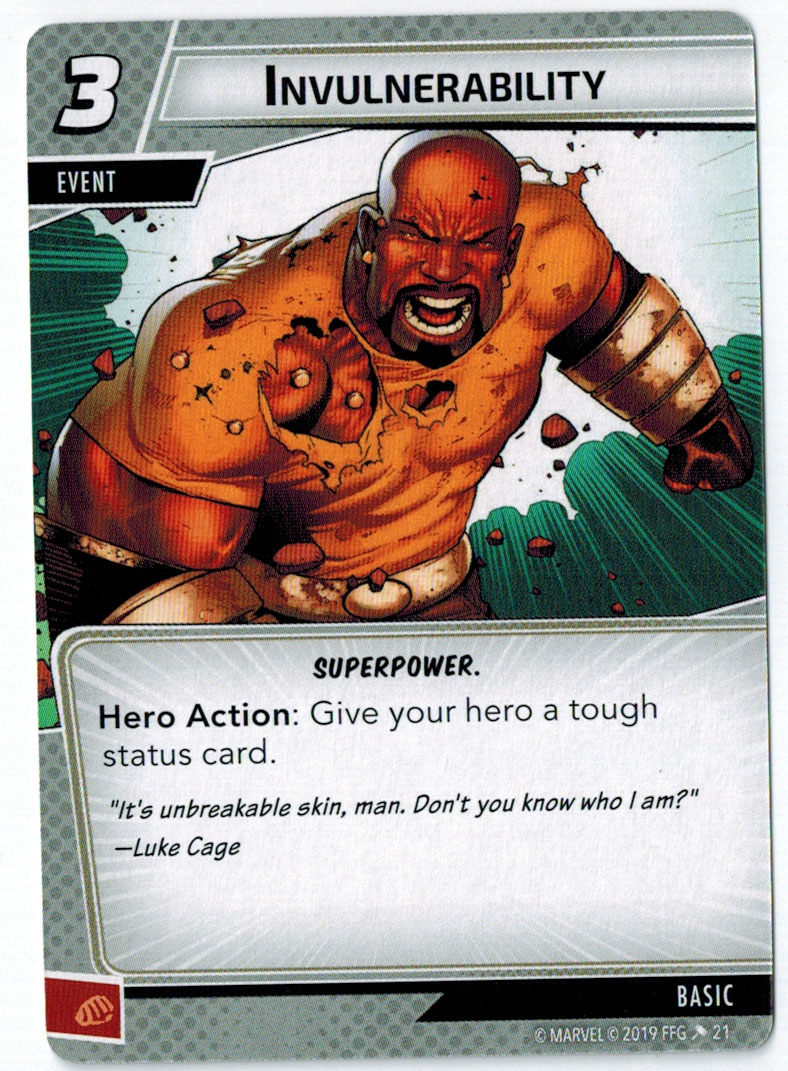 3
INVULNERABILITY
EVENT
SUPERPOWER.
Hero Action: Give your hero a tough
status card.
"It's unbreakable skin, man. Don't you know who I am?"
—Luke Cage
BASIC
© MARVEL © 2019 FFG 21